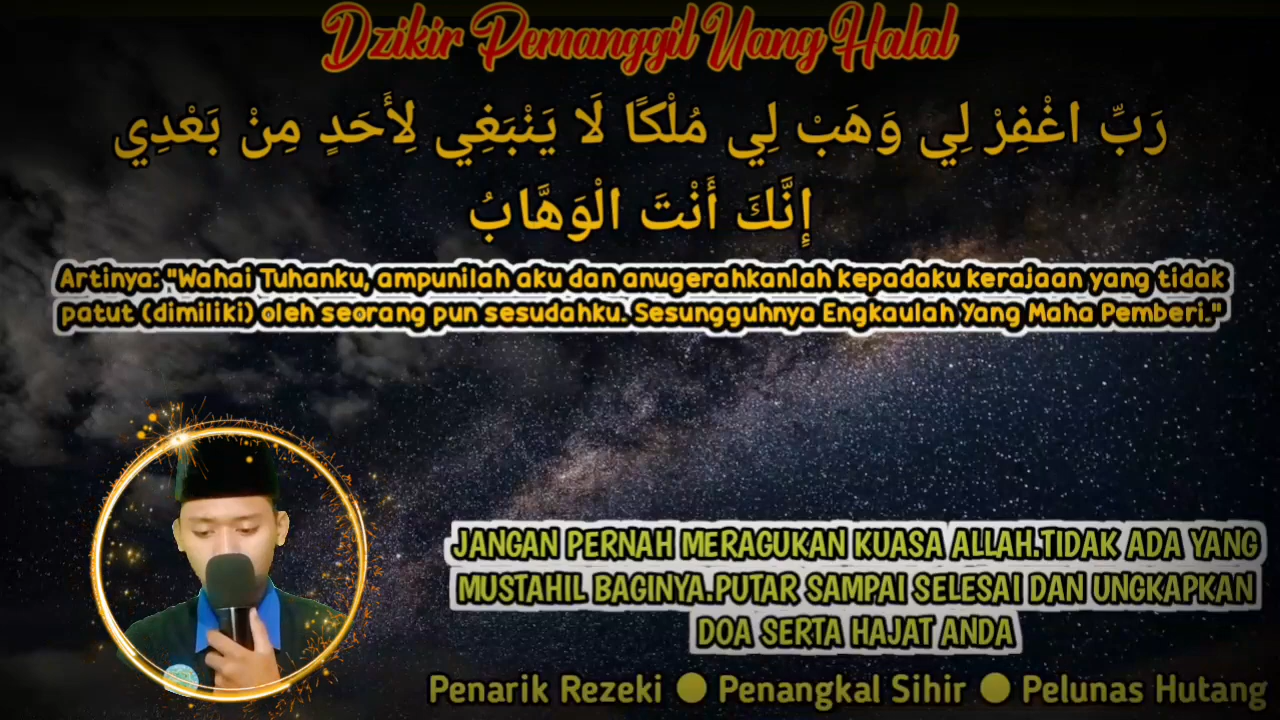 Dzikir Pemanggil Uang Halal
رَبِّ اغْفِرْ لِي وَهَبْ لِي مُلْكًا لَا يَنْبَغِي لِأَحَدٍ مِنْ بَعْدِي
إِنَّكَ أَنْتَ الْوَهَّابُ
Artinya: "Wahai Tuhanku, ampunilah aku dan anugerahkanlah kepadaku kerajaan yang tidak
patut (dimiliki) oleh seorang pun sesudahku. Sesungguhnya Engkaulah Yang Maha Pemberi."
JANGAN PERNAH MERAGUKAN KUASA ALLAH.TIDAK ADA YANG
MUSTAHIL BAGINYA.PUTAR SAMPAI SELESAI DAN UNGKAPKAN
DOA SERTA HAJAT ANDA
Penarik Rezeki ● Penangkal Sihir ● Pelunas Hutang